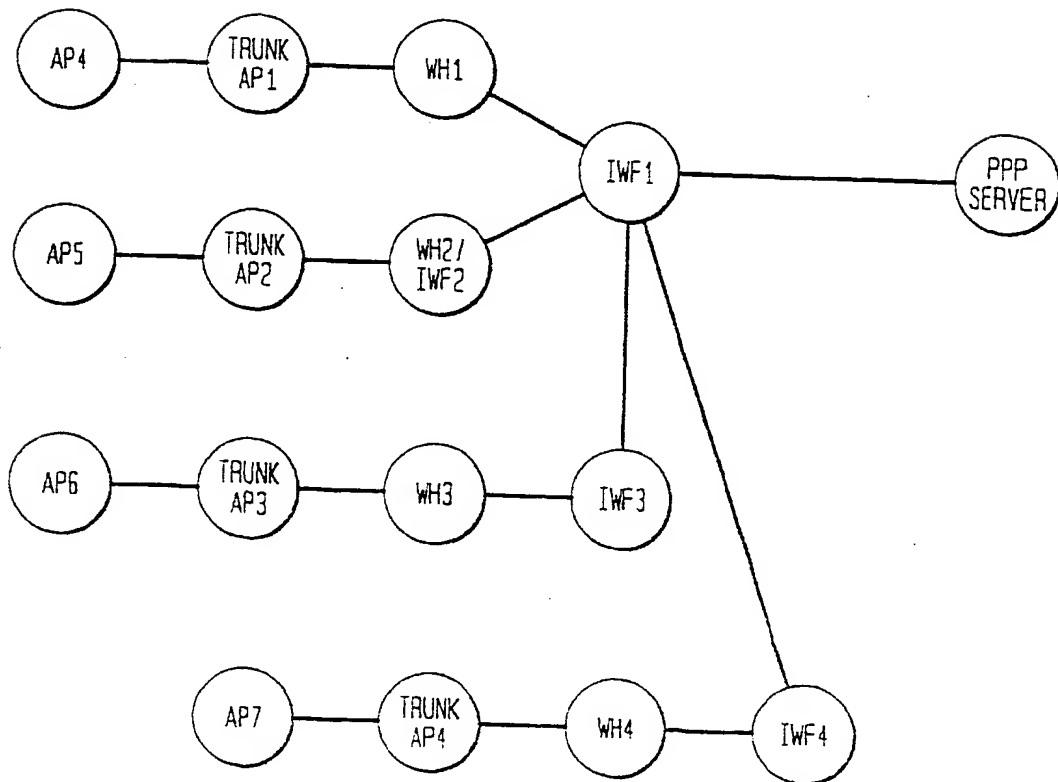 AP4
TRUNK
AP1
WH1
IWF1
PPP
SERVER
AP5
TRUNK
AP2
WH2/
IWF2
AP6
TRUNK
AP3
WH3
IWF3
AP7
TRUNK
AP4
WH4
IWF4